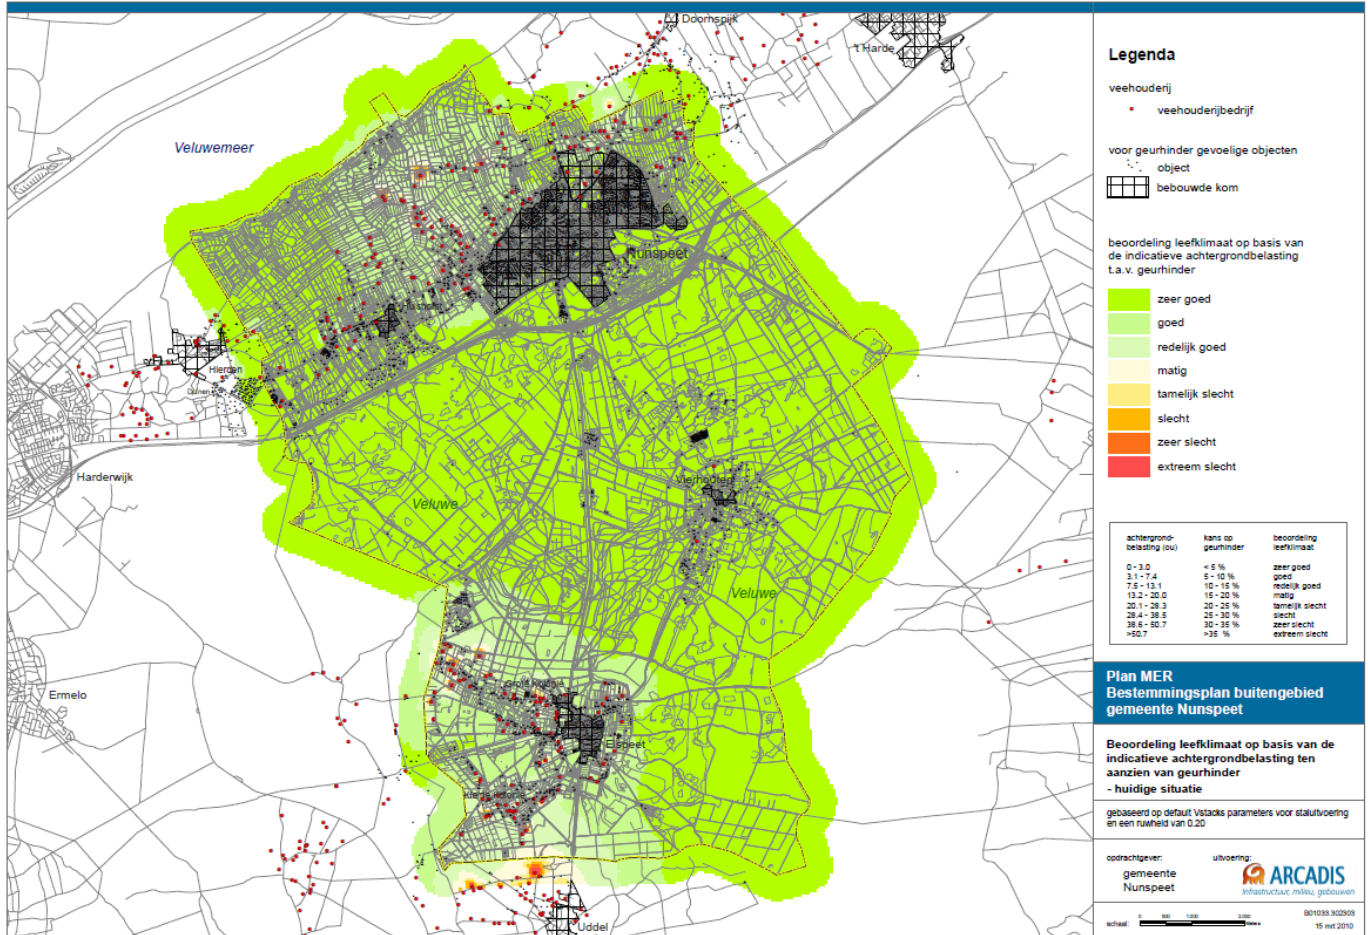 Doornspijk
't Harde
Veluwemeer
Nunspeet
Hierden
Harderwijk
Veluwe
Vierhouten
Veluwe
Ermelo
Elspeet
Uddel
Legenda
veehouderij
veehouderijbedrijf
voor geurhinder gevoelige objecten
object
bebouwde kom
beoordeling leefklimaat op basis van
de indicatieve achtergrondbelasting
t.a.v. geurhinder
zeer goed
goed
redelijk goed
matig
tamelijk slecht
slecht
zeer slecht
extreem slecht
achtergrond- kans op beoordeling
belasting (ou) geurhinder leefklimaat
0 - 3.0 < 5 % zeer goed
3.1 - 7.4 5 - 10 % goed
7.5 - 13.1 10 - 15 % redelijk goed
13.2 - 20.0 15 - 20 % matig
20.1 - 28.3 20 - 25 % tamelijk slecht
28.4 - 38.5 25 - 30 % slecht
38.6 - 50.7 30 - 35 % zeer slecht
>50.7 >35 % extreem slecht
Plan MER
Bestemmingsplan buitengebied
gemeente Nunspeet
Beoordeling leefklimaat op basis van de
indicatieve achtergrondbelasting ten
aanzien van geurhinder
- huidige situatie
gebaseerd op default Vstacks parameters voor staluitvoering
en een ruwheid van 0.20
opdrachtgever: uitvoering:
gemeente
Nunspeet
ARCADIS
Infrastructuur, milieu, gebouwen
schaal:
B01033.302303
15 mrt 2010